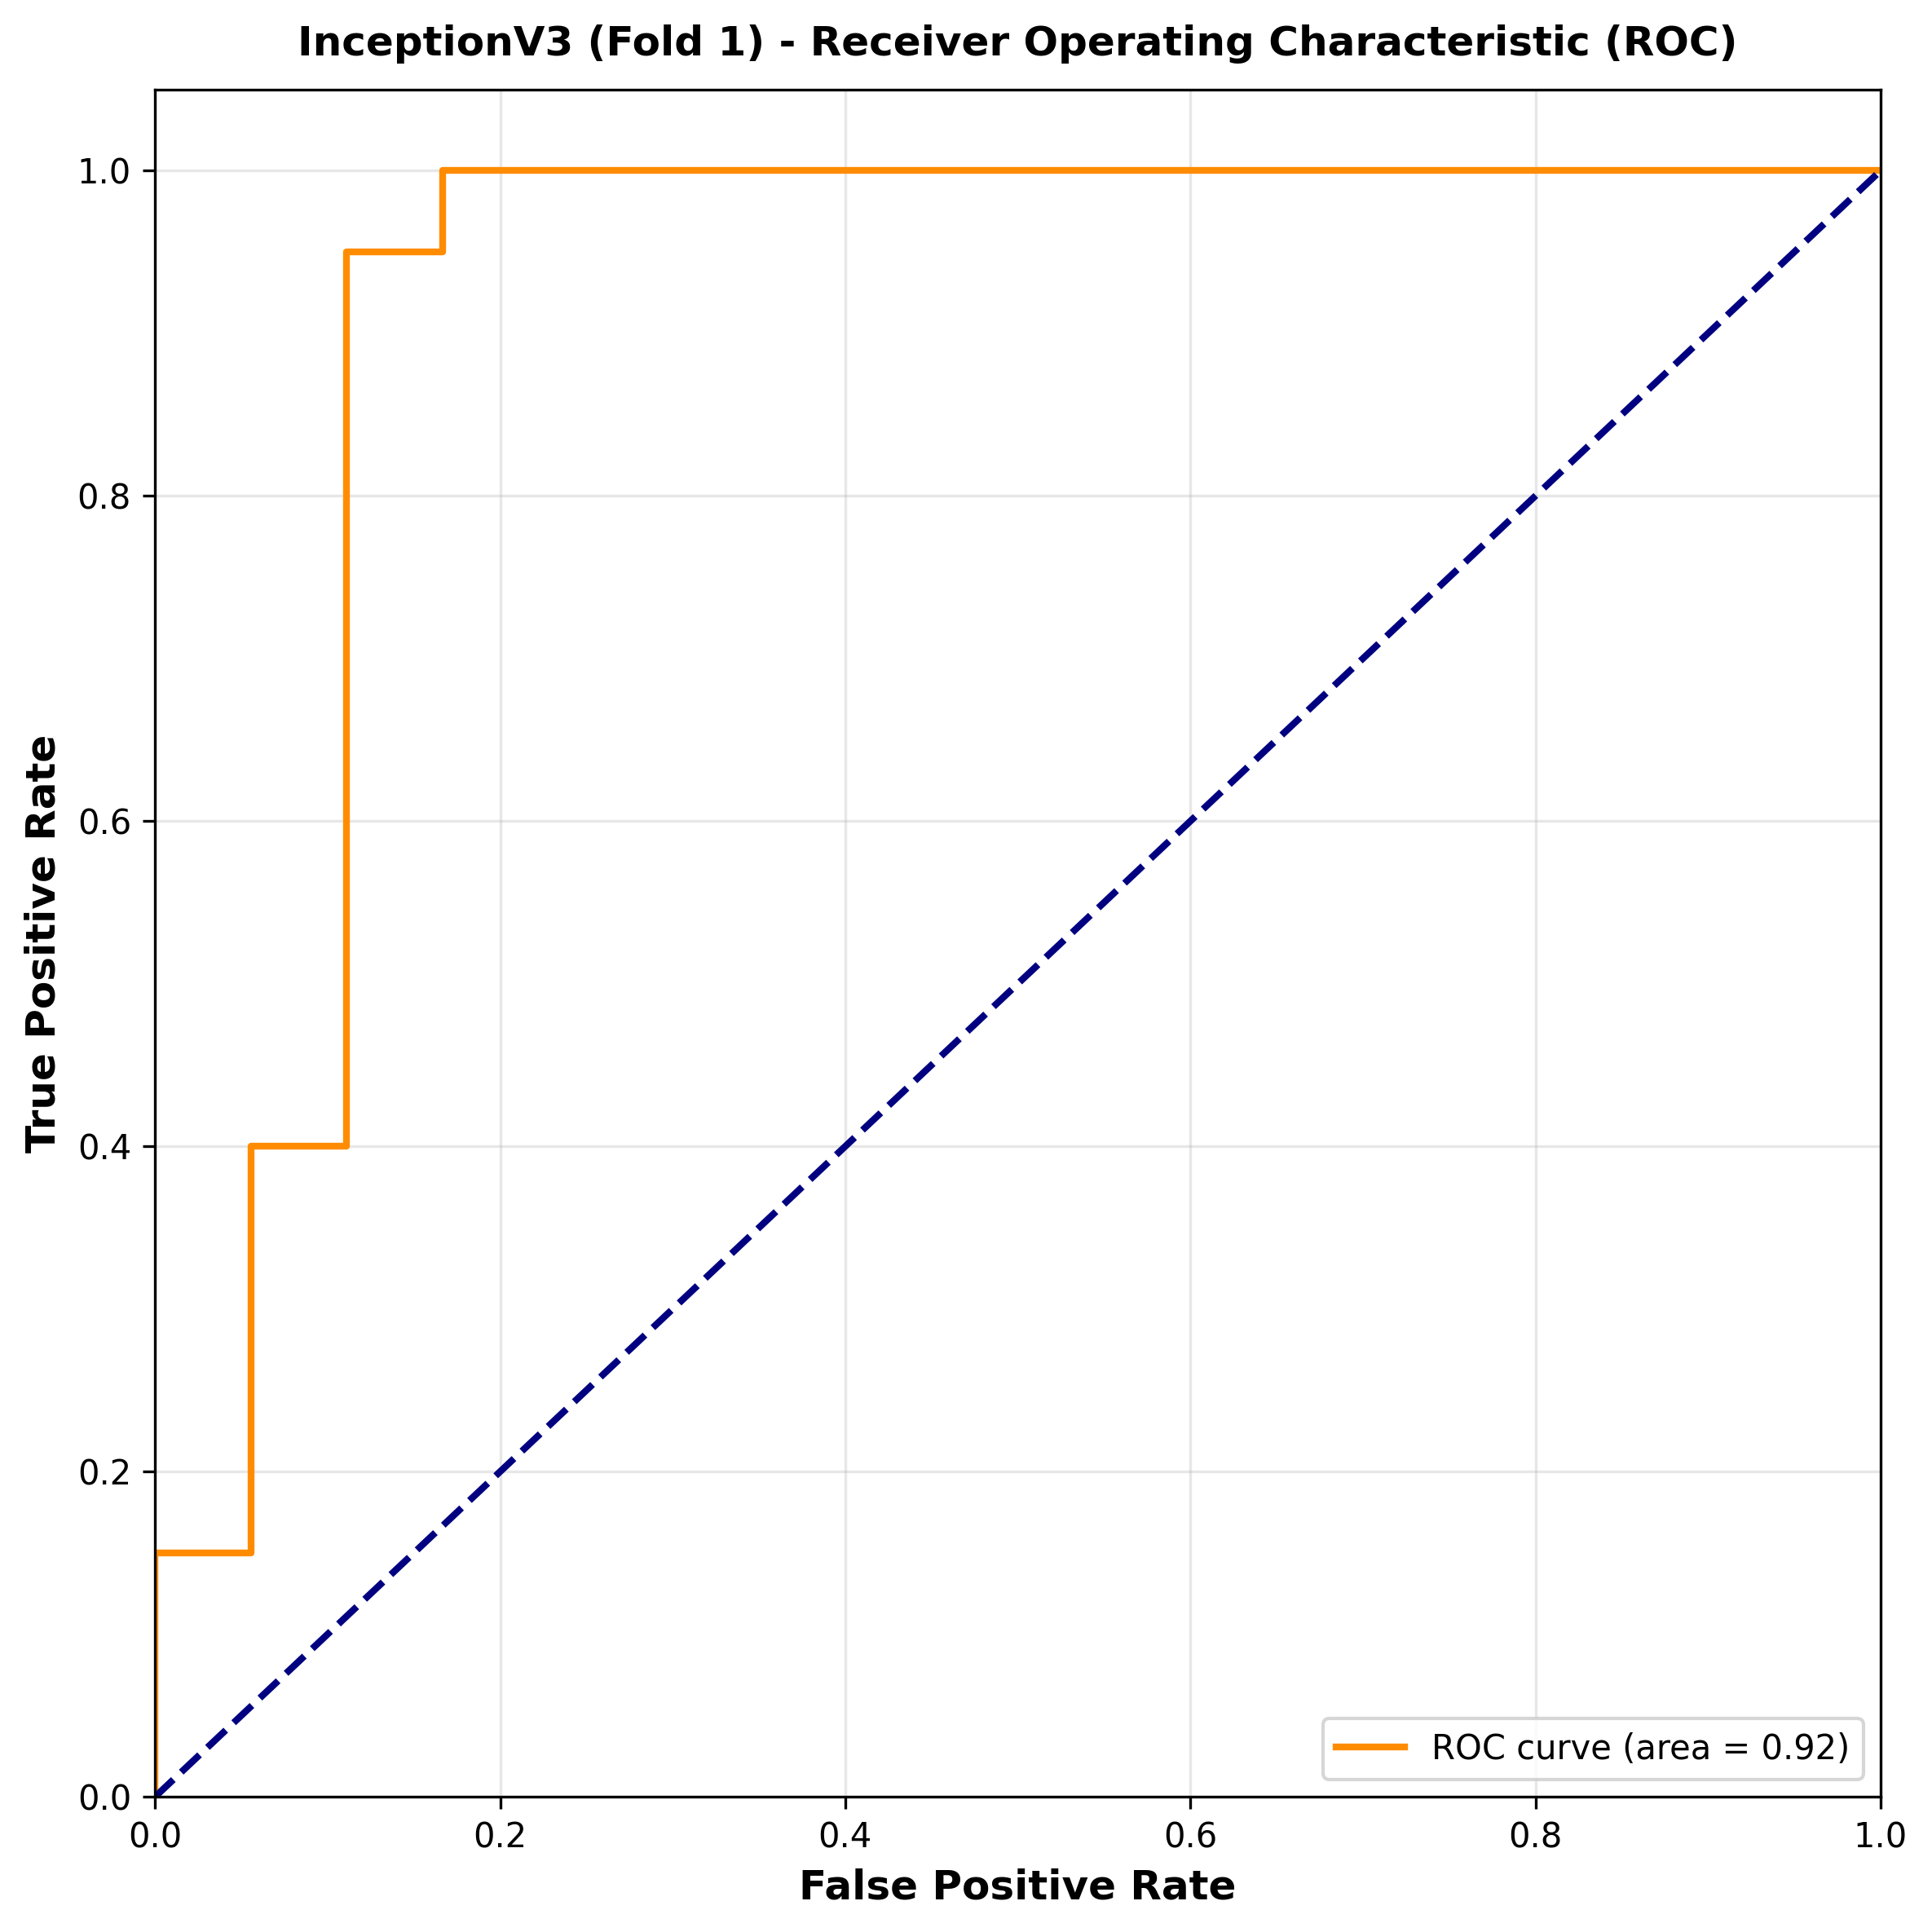 InceptionV3 (Fold 1) - Receiver Operating Characteristic (ROC)
True Positive Rate
1.0
0.8
0.6
0.4
0.2
0.0
0.0 0.2 0.4 0.6 0.8 1.0
False Positive Rate
ROC curve (area = 0.92)